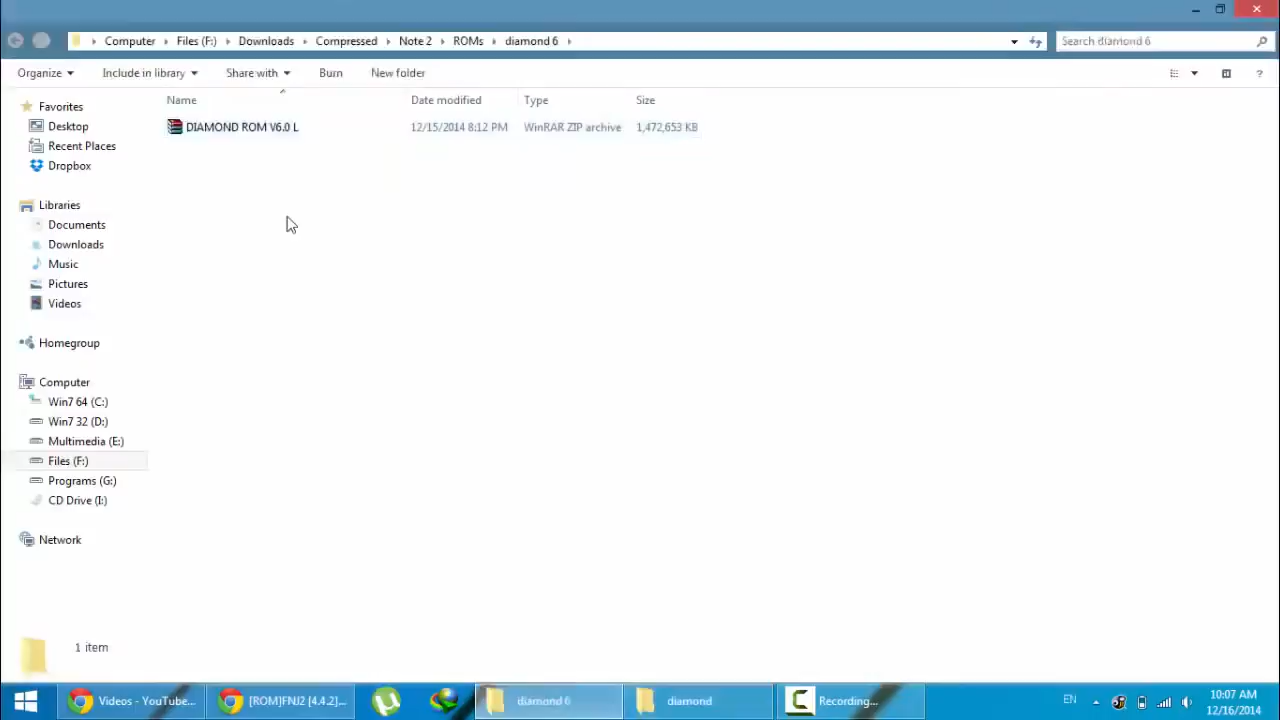 Computer Files (F:) Downloads Compressed Note 2 ROMs diamond 6
Search diamond 6
Organize Include in library Share with Burn New folder
Name Date modified Type Size
DIAMOND ROM V6.0 L 12/15/2014 8:12 PM WinRAR ZIP archive 1,472,653 KB
Favorites
Desktop
Recent Places
Dropbox
Libraries
Documents
Downloads
Music
Pictures
Videos
Homegroup
Computer
Win7 64 (C:)
Win7 32 (D:)
Multimedia (E:)
Files (F:)
Programs (G:)
CD Drive (I:)
Network
1 item
Videos - YouTube... [ROM]FNJ2 [4.4.2]... diamond 6 diamond Recording... EN 10:07 AM
12/16/2014